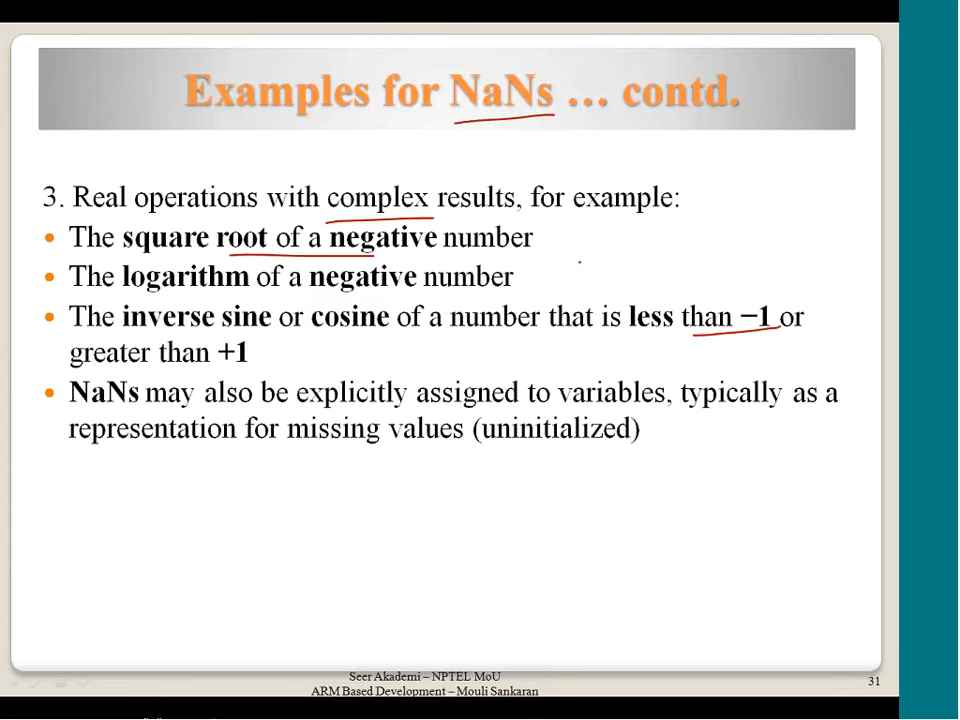 Examples for NaNs … contd.
3. Real operations with complex results, for example:
• The square root of a negative number
• The logarithm of a negative number
• The inverse sine or cosine of a number that is less than −1 or
greater than +1
• NaNs may also be explicitly assigned to variables, typically as a
representation for missing values (uninitialized)
Seer Akademi – NPTEL MoU
ARM Based Development – Mouli Sankaran
31